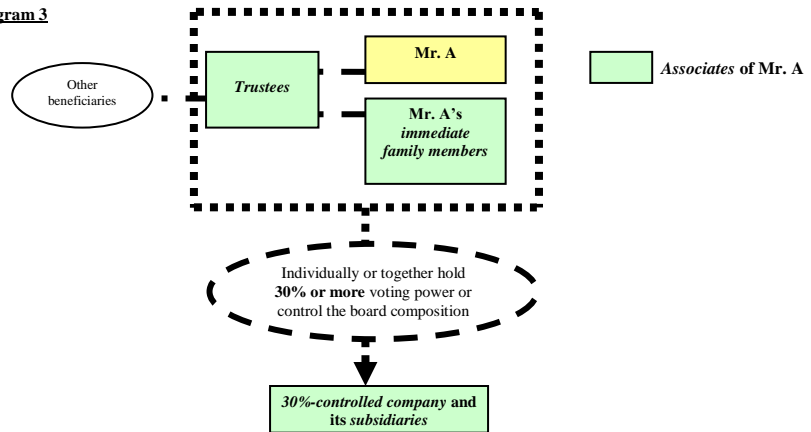 gram 3
Mr. A
Associates of Mr. A
Other
beneficiaries
Trustees
Mr. A's
immediate
family members
Individually or together hold
30% or more voting power or
control the board composition
30%-controlled company and
its subsidiaries